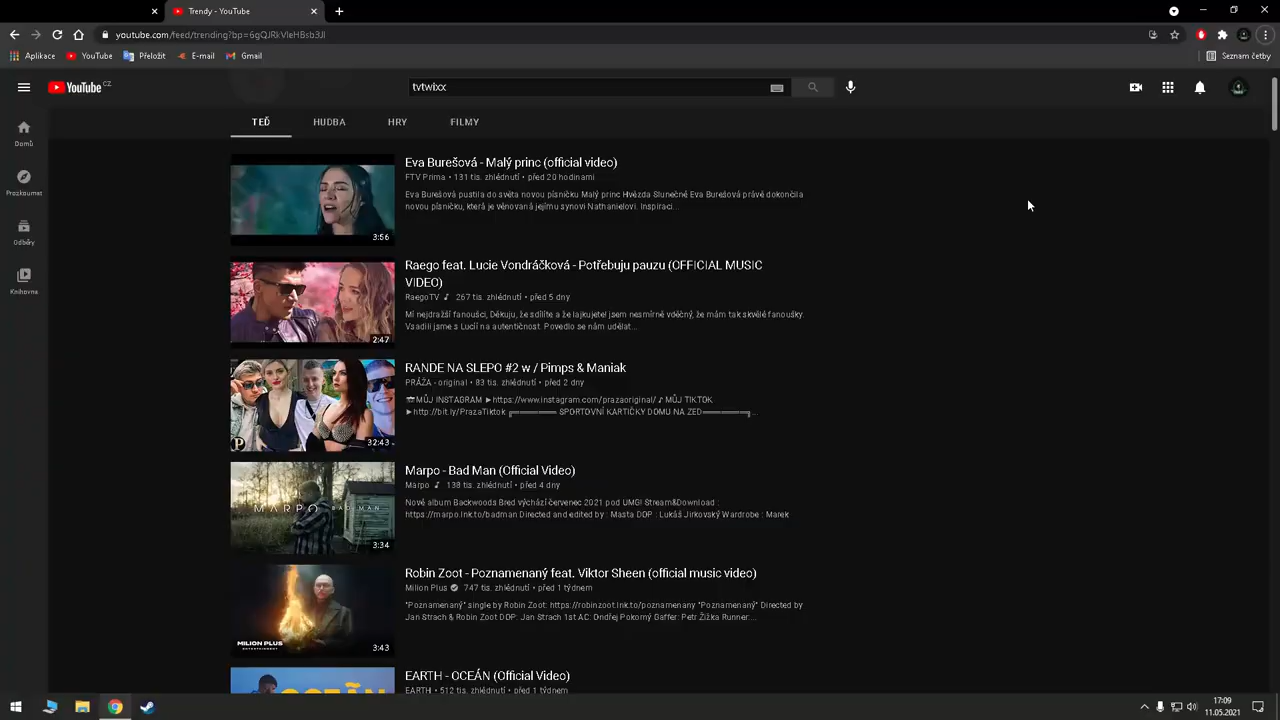 Trendy - YouTube
youtube.com/feed/trending?bp=6gQJRkVleHBsb3JI
Aplikace
YouTube
Přeložit
E-mail
Gmail
Seznam četby
YouTube CZ
tvtwixx
TEĎ
HUDBA
HRY
FILMY
Domů
Prozkoumat
Odběry
Knihovna
3:56
Eva Burešová - Malý princ (official video)
FTV Prima • 131 tis. zhlédnutí • před 20 hodinami
Eva Burešová pustila do světa novou písničku Malý princ Hvězda Slunečné Eva Burešová právě dokončila
novou písničku, která je věnovaná jejímu synovi Nathanielovi. Inspirací...
2:47
Raego feat. Lucie Vondráčková - Potřebuju pauzu (OFFICIAL MUSIC
VIDEO)
RaegoTV 267 tis. zhlédnutí • před 5 dny
Mí nejdražší fanoušci, Děkuju, že sdílíte a že lajkujete! jsem nesmírně vděčný, že mám tak skvělé fanoušky.
Vsadili jsme s Lucií na autentičnost. Povedlo se nám udělat...
32:43
RANDE NA SLEPO #2 w / Pimps & Maniak
PRÁŽA - original • 83 tis. zhlédnutí • před 2 dny
MŮJ INSTAGRAM ►https://www.instagram.com/prazaoriginal/ ♪ MŮJ TIKTOK
►http://bit.ly/PrazaTiktok ╔═══════ SPORTOVNÍ KARTIČKY DOMU NA ZED═══════╗...
MARPO BAD MAN
3:34
Marpo - Bad Man (Official Video)
Marpo 138 tis. zhlédnutí • před 4 dny
Nové album Backwoods Bred výchází červenec 2021 pod UMG! Stream&Download :
https://marpo.lnk.to/badman Directed and edited by : Masta DOP : Lukáš Jirkovský Wardrobe : Marek
MILION PLUS
ENTERTAINMENT
3:43
Robin Zoot - Poznamenaný feat. Viktor Sheen (official music video)
Milion Plus 747 tis. zhlédnutí • před 1 týdnem
"Poznamenaný" single by Robin Zoot: https://robinzoot.lnk.to/poznamenany "Poznamenaný" Directed by
Jan Strach & Robin Zoot DOP: Jan Strach 1st AC: Ondřej Pokorný Gaffer: Petr Žižka Runner:...
OCEÁN
EARTH - OCEÁN (Official Video)
EARTH • 512 tis. zhlédnutí • před 1 týdnem
17:09
11.05.2021